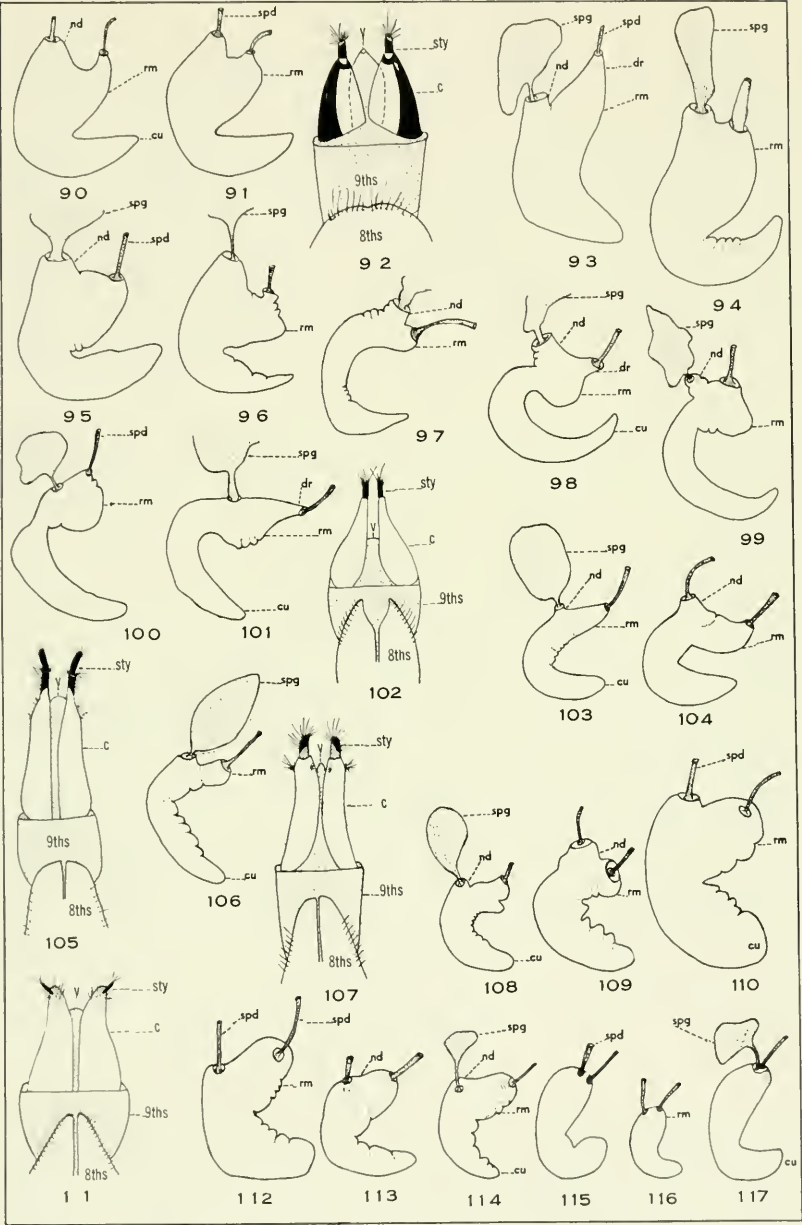 nd
rm
cu
90
spd
rm
91
V
sty
c
9ths
8ths
92
spg
spd
nd
dr
rm
93
spg
rm
94
spg
nd
spd
95
spg
rm
96
nd
rm
97
spg
nd
dr
rm
cu
98
spg
nd
rm
99
spd
rm
100
spg
dr
rm
cu
101
sty
V
c
9ths
8ths
102
spg
nd
rm
cu
103
nd
rm
104
sty
V
c
9ths
8ths
105
spg
rm
cu
106
V
sty
c
9ths
8ths
107
spg
nd
cu
108
nd
rm
109
spd
rm
cu
110
V
sty
c
9ths
8ths
1 1
spd
spd
rm
112
nd
113
spg
nd
rm
cu
114
spd
115
rm
116
spg
cu
117